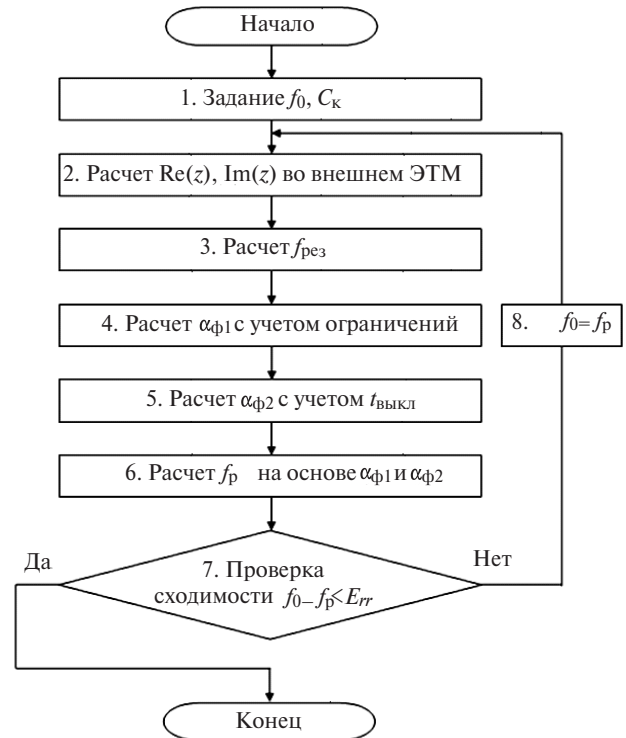 Начало
1. Задание f₀, Cк
2. Расчет Re(z), Im(z) во внешнем ЭТМ
3. Расчет fрез
4. Расчет αф1 с учетом ограничений
8. f₀= fр
5. Расчет αф2 с учетом tвыкл
6. Расчет fр на основе αф1 и αф2
Да
Нет
7. Проверка
сходимости f₀– fр<Err
Конец